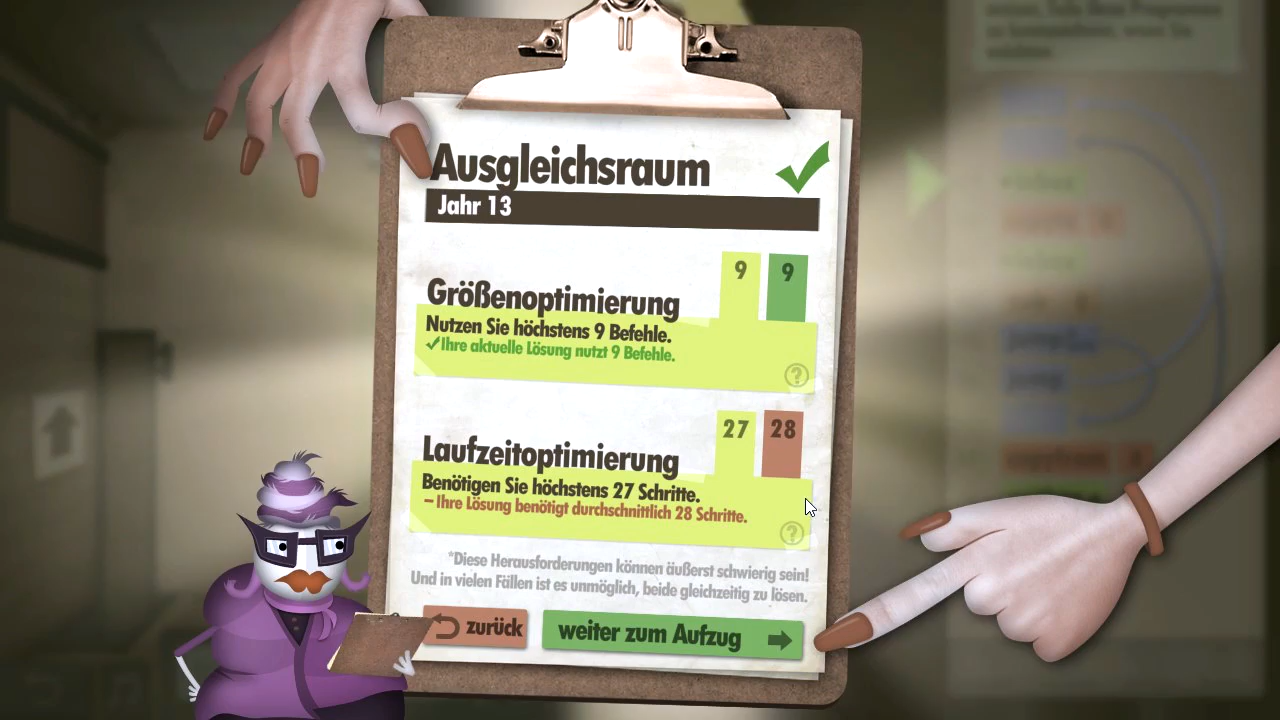 Ausgleichsraum
Jahr 13
9 9
Größenoptimierung
Nutzen Sie höchstens 9 Befehle.
✓Ihre aktuelle Lösung nutzt 9 Befehle.
?
27 28
Laufzeitoptimierung
Benötigen Sie höchstens 27 Schritte.
– Ihre Lösung benötigt durchschnittlich 28 Schritte.
?
*Diese Herausforderungen können äußerst schwierig sein!
Und in vielen Fällen ist es unmöglich, beide gleichzeitig zu lösen.
zurück
weiter zum Aufzug